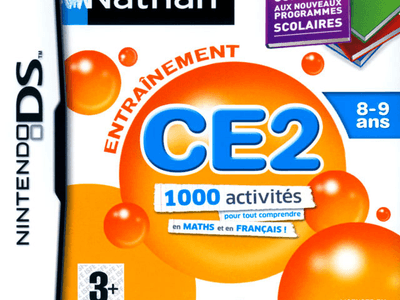 Nathan
AUX NOUVEAUX
PROGRAMMES
SCOLAIRES
NINTENDO DS
ENTRAÎNEMENT
8-9
ans
CE2
1000 activités
pour tout comprendre
en MATHS et en FRANÇAIS !
3+